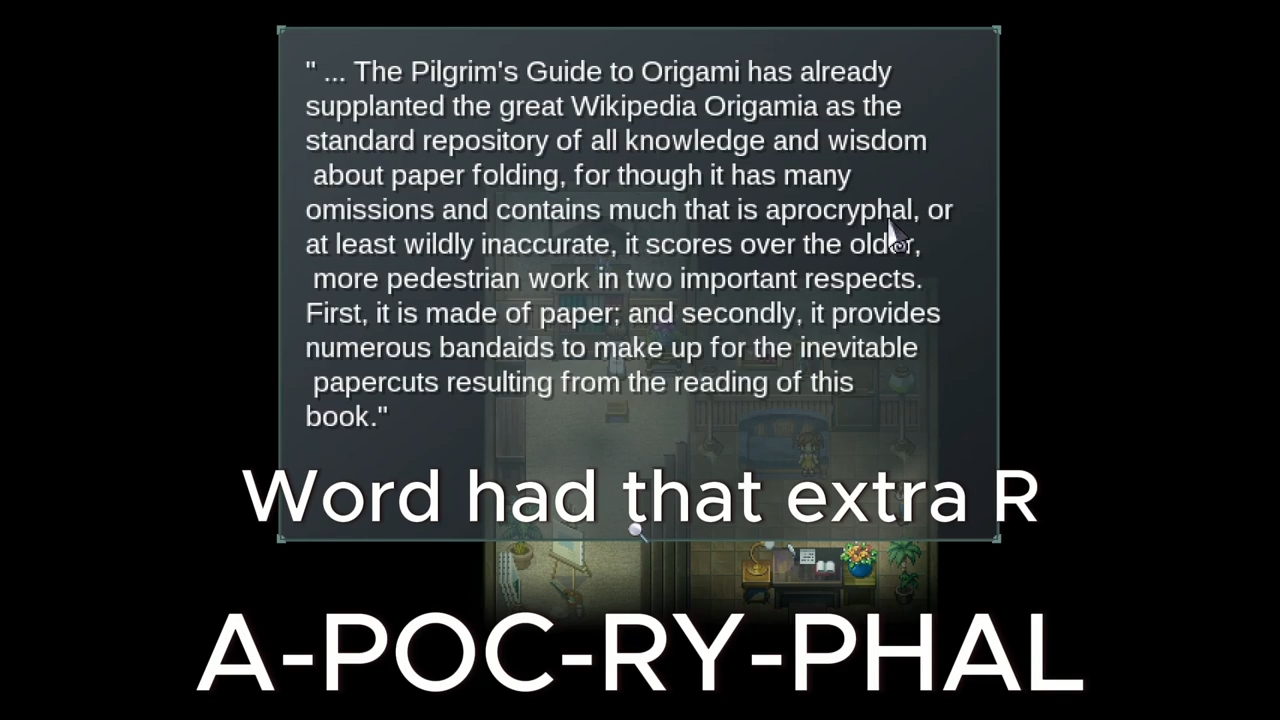 " ... The Pilgrim's Guide to Origami has already
supplanted the great Wikipedia Origamia as the
standard repository of all knowledge and wisdom
about paper folding, for though it has many
omissions and contains much that is aprocryphal, or
at least wildly inaccurate, it scores over the older,
more pedestrian work in two important respects.
First, it is made of paper; and secondly, it provides
numerous bandaids to make up for the inevitable
papercuts resulting from the reading of this
book."
Word had that extra R
A-POC-RY-PHAL